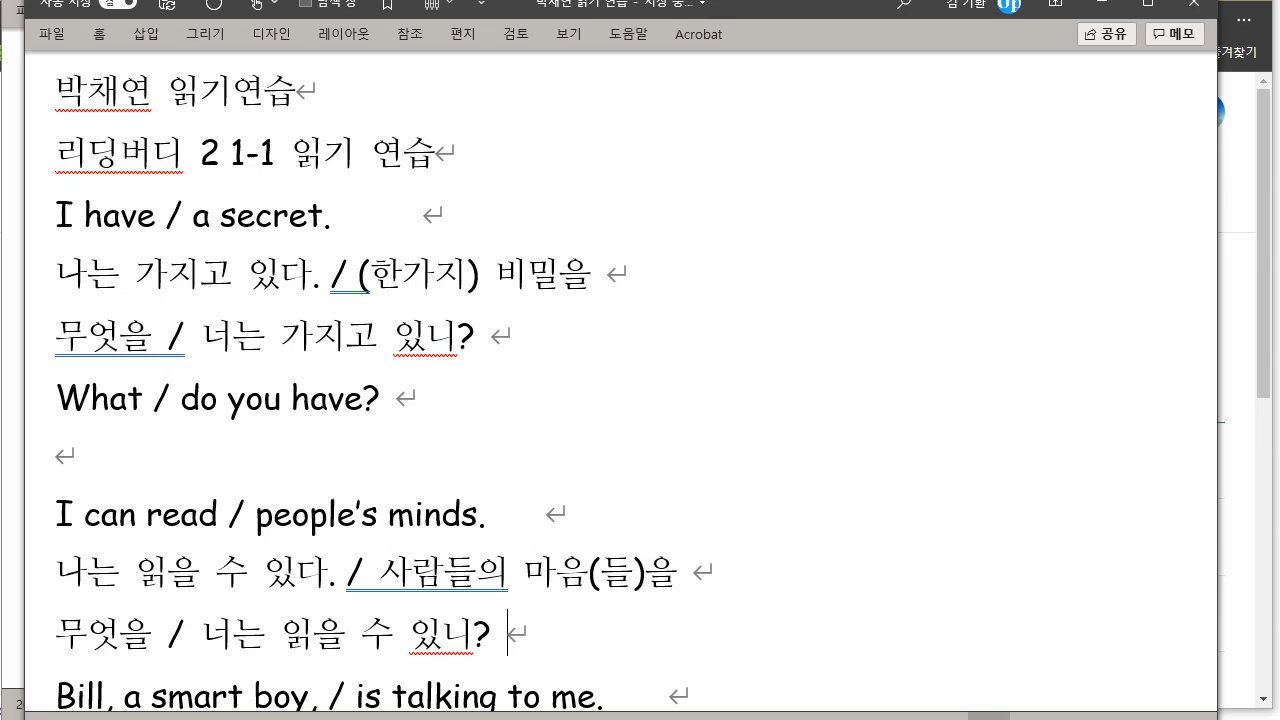 파일 홈 삽입 그리기 디자인 레이아웃 참조 편지 검토 보기 도움말 Acrobat 공유 메모
박채연 읽기연습
리딩버디 2 1-1 읽기 연습
I have / a secret.
나는 가지고 있다. / (한가지) 비밀을
무엇을 / 너는 가지고 있니?
What / do you have?
I can read / people's minds.
나는 읽을 수 있다. / 사람들의 마음(들)을
무엇을 / 너는 읽을 수 있니?
Bill, a smart boy, / is talking to me.